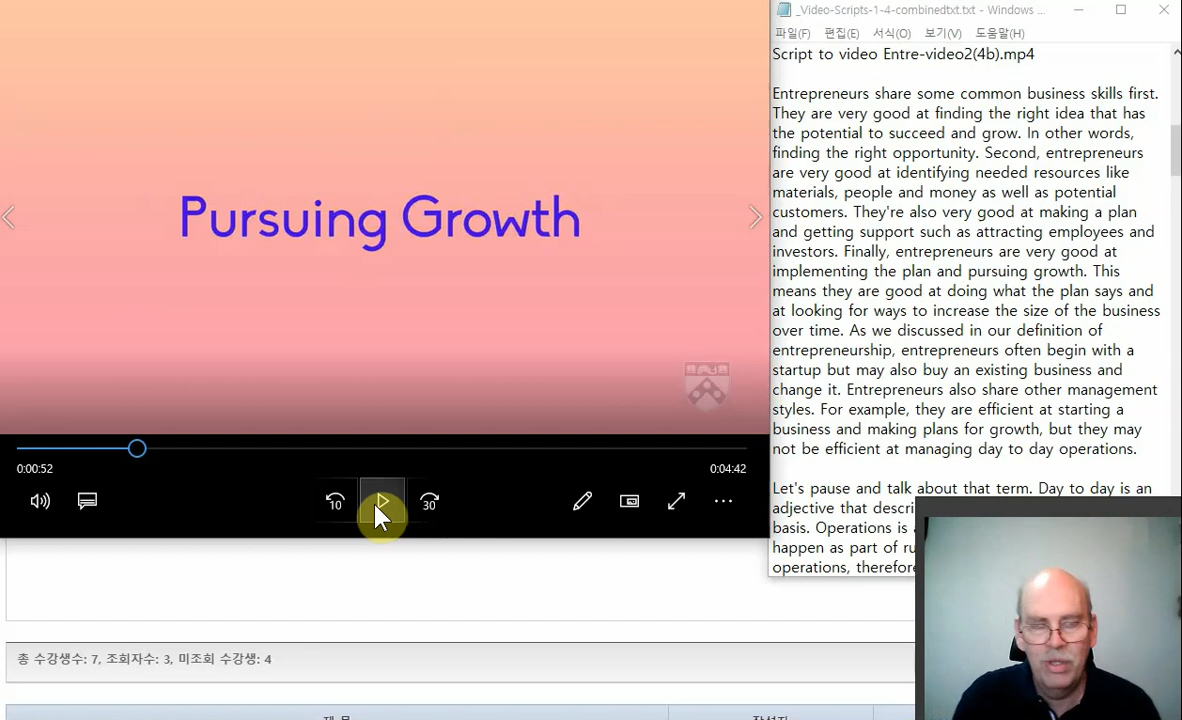 Pursuing Growth
0:00:52
0:04:42
10
30
_Video-Scripts-1-4-combinedtxt.txt - Windows ...
파일(F) 편집(E) 서식(O) 보기(V) 도움말(H)
Script to video Entre-video2(4b).mp4
Entrepreneurs share some common business skills first.
They are very good at finding the right idea that has
the potential to succeed and grow. In other words,
finding the right opportunity. Second, entrepreneurs
are very good at identifying needed resources like
materials, people and money as well as potential
customers. They're also very good at making a plan
and getting support such as attracting employees and
investors. Finally, entrepreneurs are very good at
implementing the plan and pursuing growth. This
means they are good at doing what the plan says and
at looking for ways to increase the size of the business
over time. As we discussed in our definition of
entrepreneurship, entrepreneurs often begin with a
startup but may also buy an existing business and
change it. Entrepreneurs also share other management
styles. For example, they are efficient at starting a
business and making plans for growth, but they may
not be efficient at managing day to day operations.
Let's pause and talk about that term. Day to day is an
adjective that descri
basis. Operations is
happen as part of ru
operations, therefore
총 수강생수: 7, 조회자수: 3, 미조회 수강생: 4